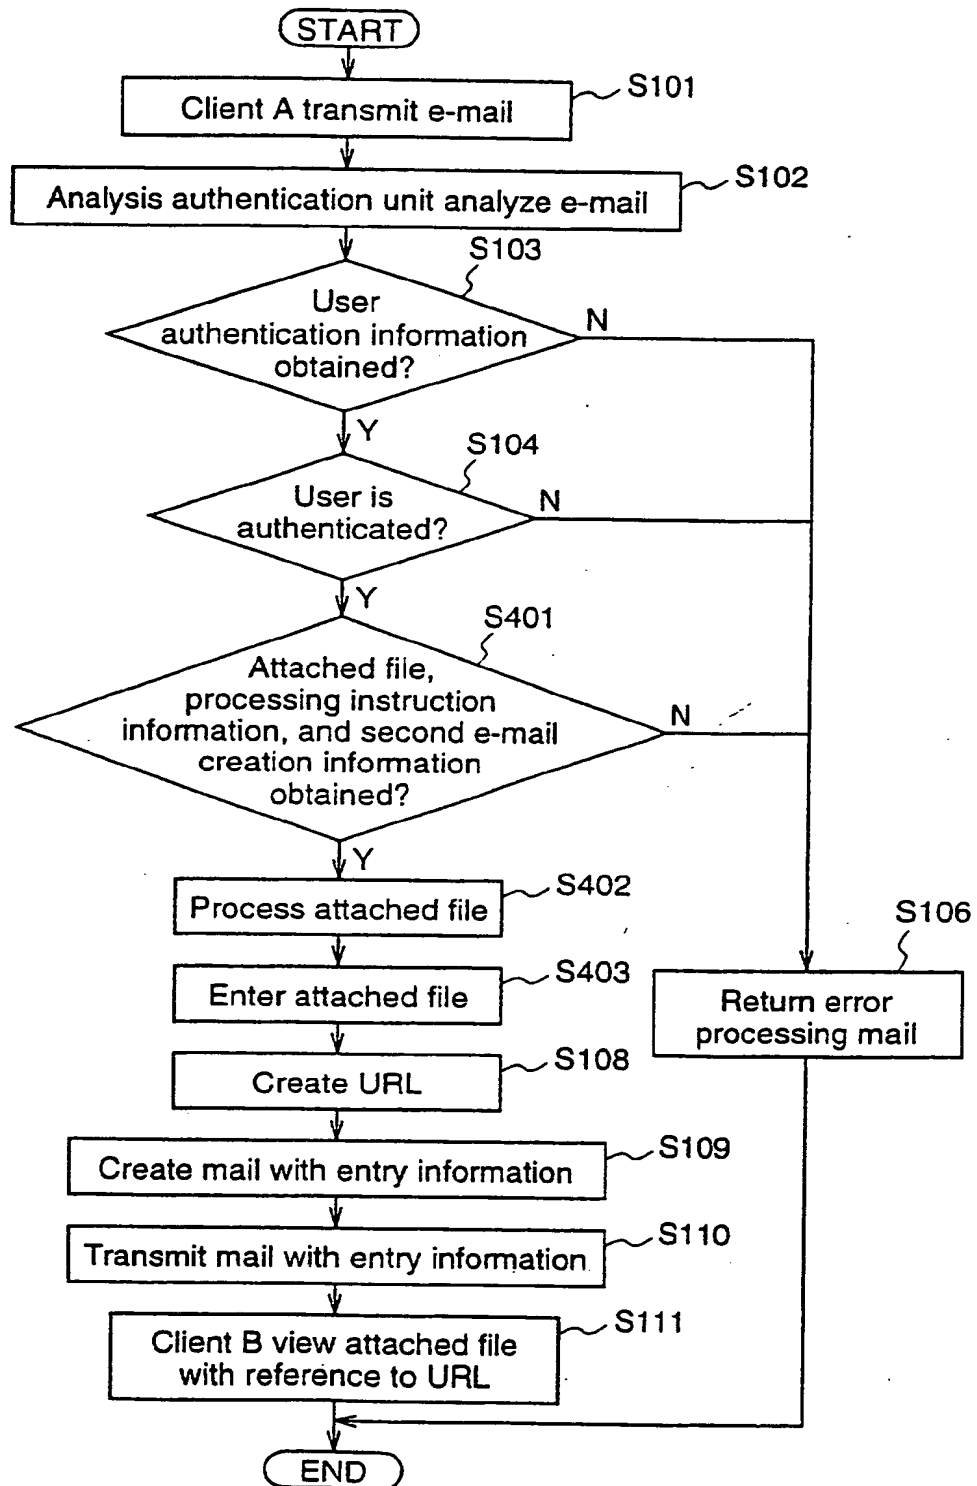 START
S101
Client A transmit e-mail
S102
Analysis authentication unit analyze e-mail
S103
User
authentication information
obtained?
N
Y
S104
User is
authenticated?
N
Y
S401
Attached file,
processing instruction
information, and second e-mail
creation information
obtained?
N
Y
S402
Process attached file
S403
Enter attached file
S106
Return error
processing mail
S108
Create URL
S109
Create mail with entry information
S110
Transmit mail with entry information
S111
Client B view attached file
with reference to URL
END